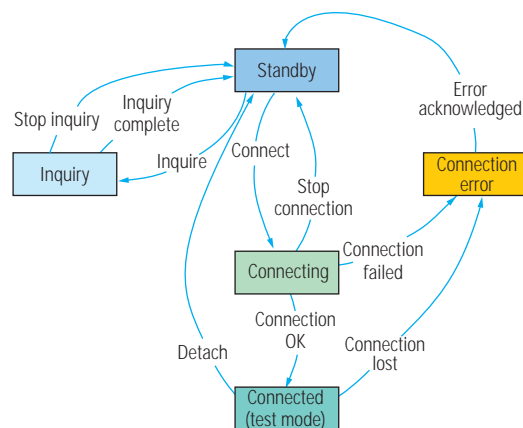 Standby
Error
acknowledged
Stop inquiry
Inquiry
complete
Inquire
Connect
Inquiry
Stop
connection
Connection
error
Connecting
Connection
failed
Connection
OK
Detach
Connection
lost
Connected
(test mode)